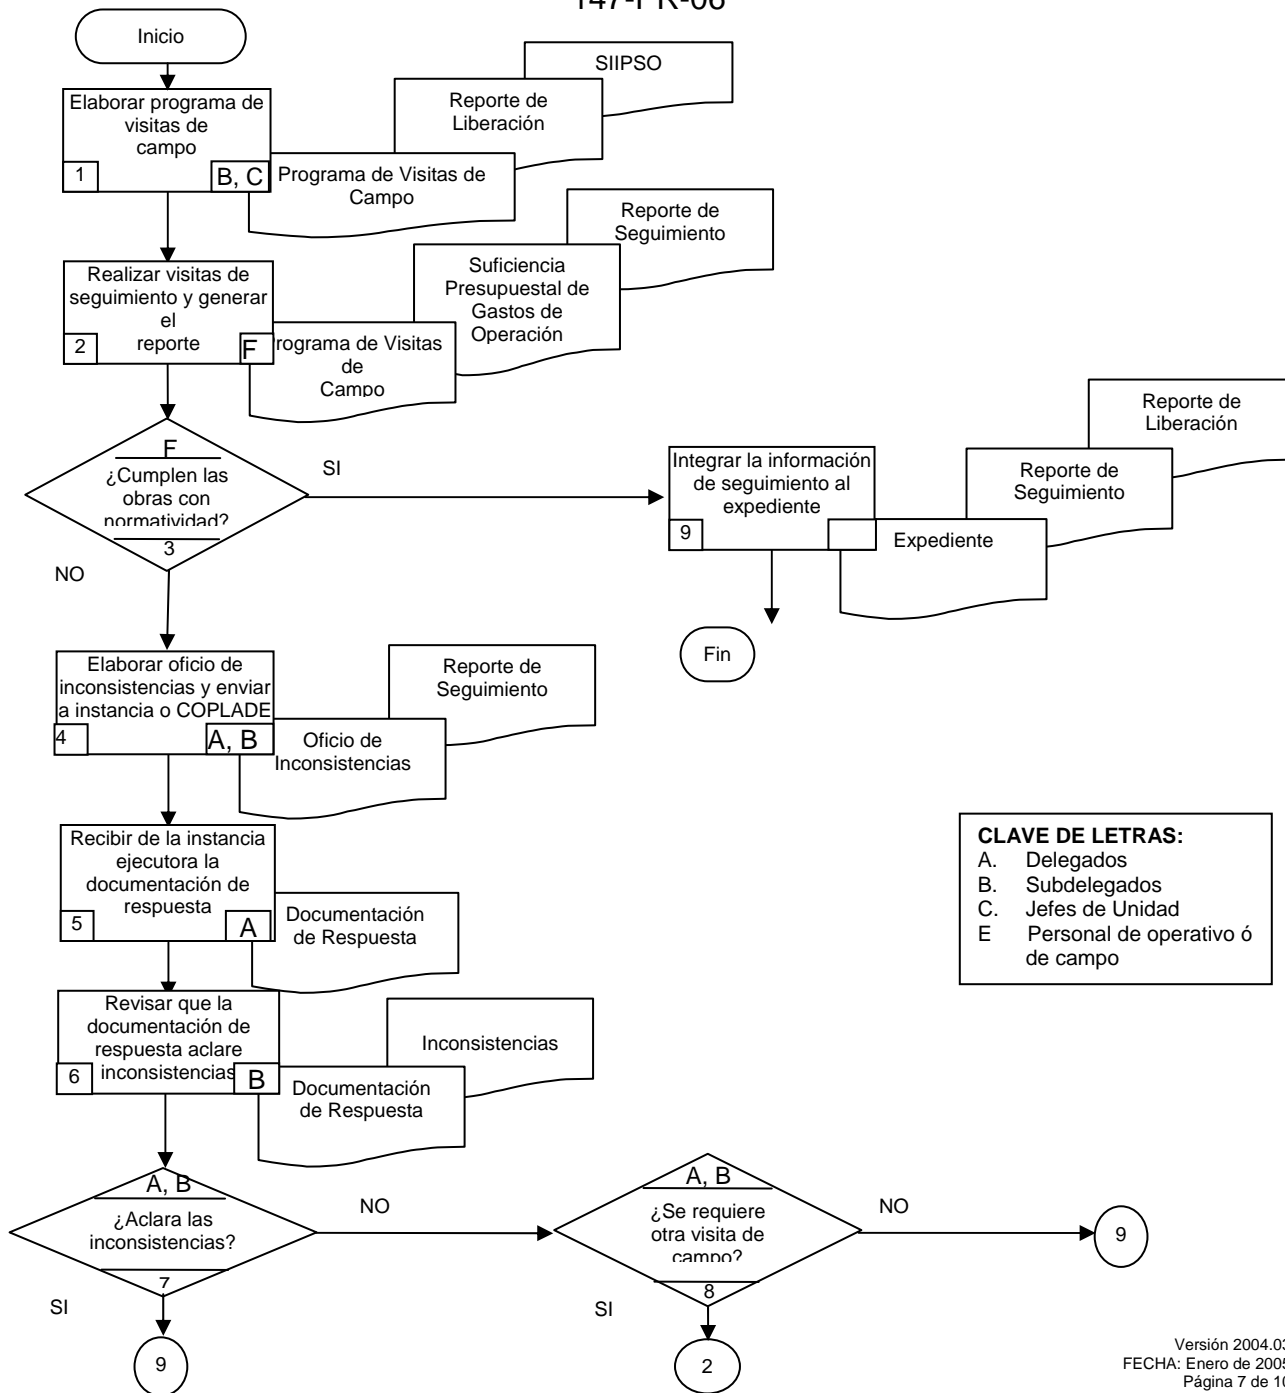 147-PR-06
Inicio
SIIPSO
Reporte de
Liberación
Elaborar programa de
visitas de
campo
1
B, C
Programa de Visitas de
Campo
Reporte de
Seguimiento
Suficiencia
Presupuestal de
Gastos de
Operación
Realizar visitas de
seguimiento y generar
el
reporte
2
F
Programa de Visitas
de
Campo
F
¿Cumplen las
obras con
normatividad?
3
SI
NO
Reporte de
Liberación
Reporte de
Seguimiento
Integrar la información
de seguimiento al
expediente
9
Expediente
Fin
Elaborar oficio de
inconsistencias y enviar
a instancia o COPLADE
4
A, B
Reporte de
Seguimiento
Oficio de
Inconsistencias
Recibir de la instancia
ejecutora la
documentación de
respuesta
5
A
Documentación
de Respuesta
CLAVE DE LETRAS:
A. Delegados
B. Subdelegados
C. Jefes de Unidad
E Personal de operativo ó
de campo
Revisar que la
documentación de
respuesta aclare
inconsistencias
6
B
Inconsistencias
Documentación
de Respuesta
A, B
¿Aclara las
inconsistencias?
7
NO
SI
A, B
¿Se requiere
otra visita de
campo?
8
NO
SI
9
9
2
Versión 2004.03
FECHA: Enero de 2005
Página 7 de 10